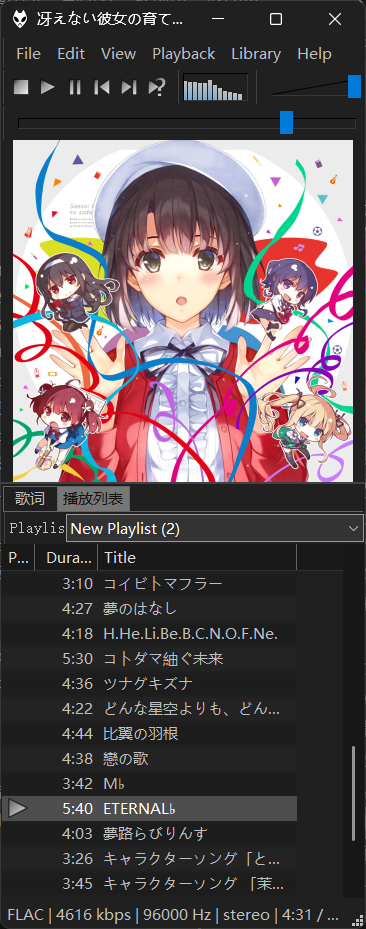 冴えない彼女の育て...
File Edit View Playback Library Help
歌词 播放列表
Playlis New Playlist (2)
P... Dura... Title
3:10 コイビトマフラー
4:27 夢のはなし
4:18 H.He.Li.Be.B.C.N.O.F.Ne.
5:30 コトダマ紬ぐ未来
4:36 ツナグキズナ
4:22 どんな星空よりも、どん...
4:44 比翼の羽根
4:38 戀の歌
3:42 M♭
5:40 ETERNAL♭
4:03 夢路らびりんす
3:26 キャラクターソング「と...
3:45 キャラクターソング 「茉...
FLAC | 4616 kbps | 96000 Hz | stereo | 4:31 / ...